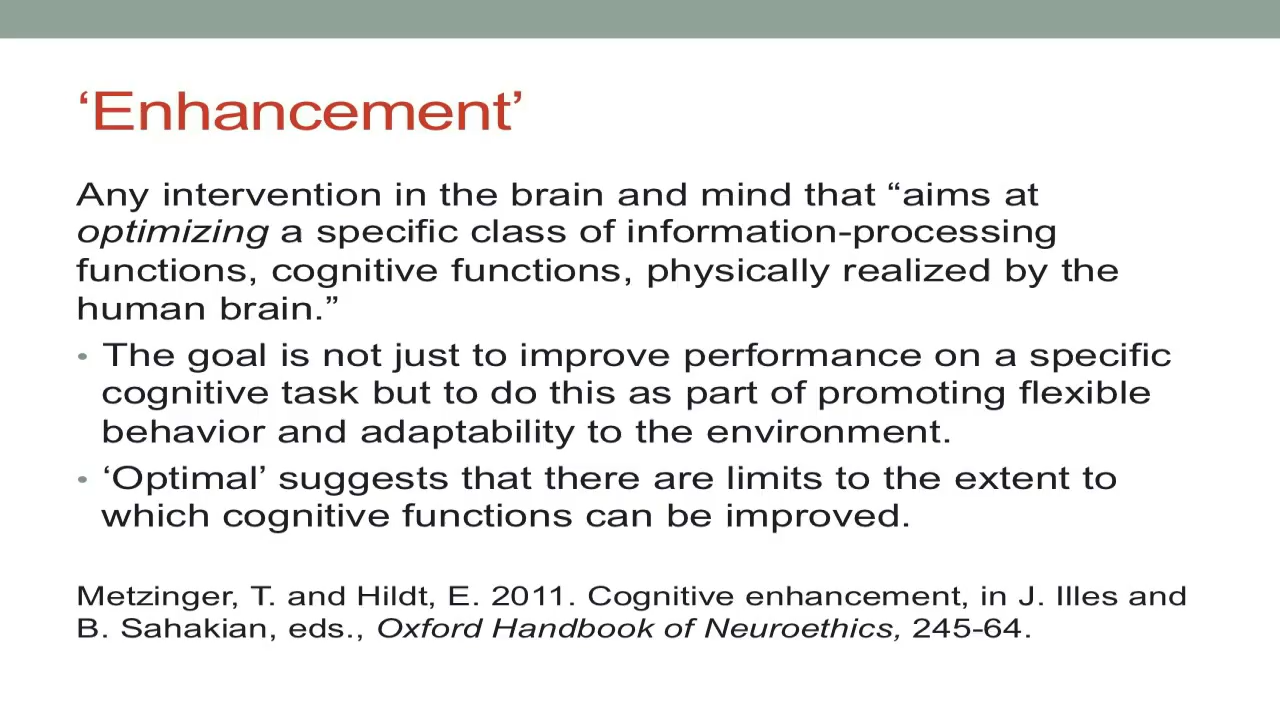 ‘Enhancement’
Any intervention in the brain and mind that “aims at
optimizing a specific class of information-processing
functions, cognitive functions, physically realized by the
human brain.”
• The goal is not just to improve performance on a specific
cognitive task but to do this as part of promoting flexible
behavior and adaptability to the environment.
• ‘Optimal’ suggests that there are limits to the extent to
which cognitive functions can be improved.
Metzinger, T. and Hildt, E. 2011. Cognitive enhancement, in J. Illes and
B. Sahakian, eds., Oxford Handbook of Neuroethics, 245-64.